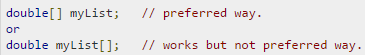 double[] myList;   // preferred way.
or
double myList[];   // works but not preferred way.